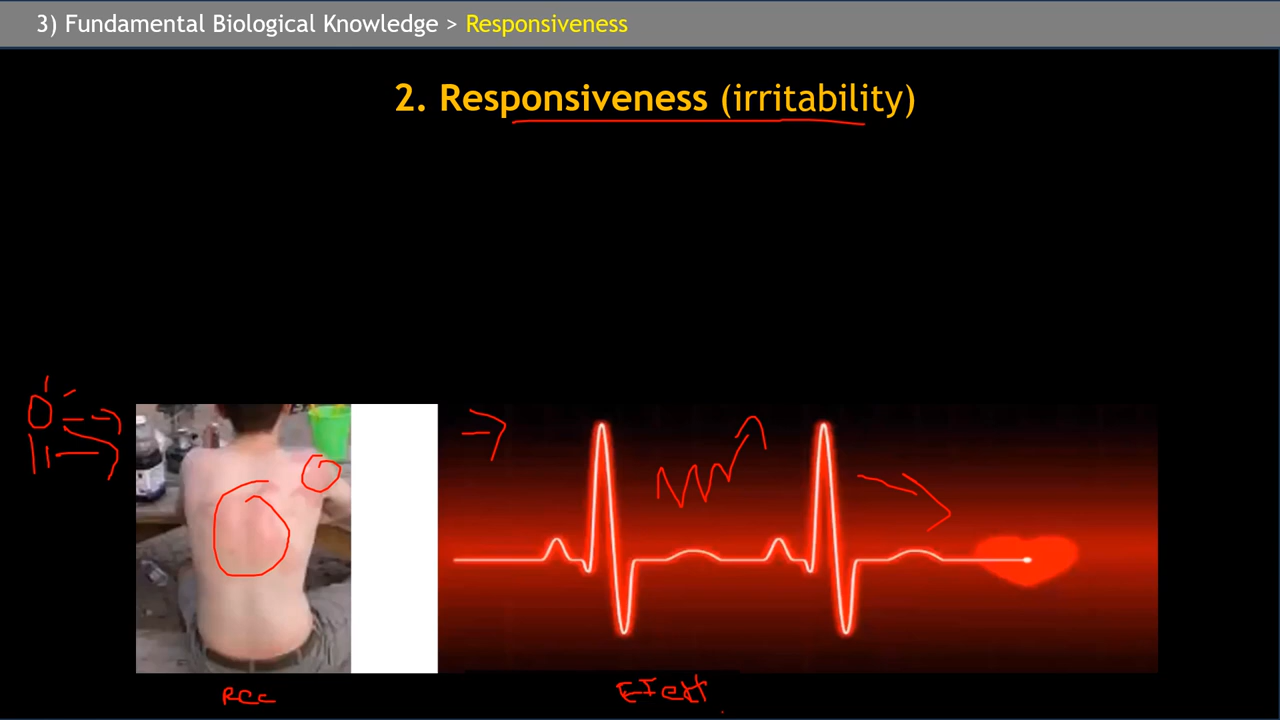 3) Fundamental Biological Knowledge > Responsiveness
2. Responsiveness (irritability)